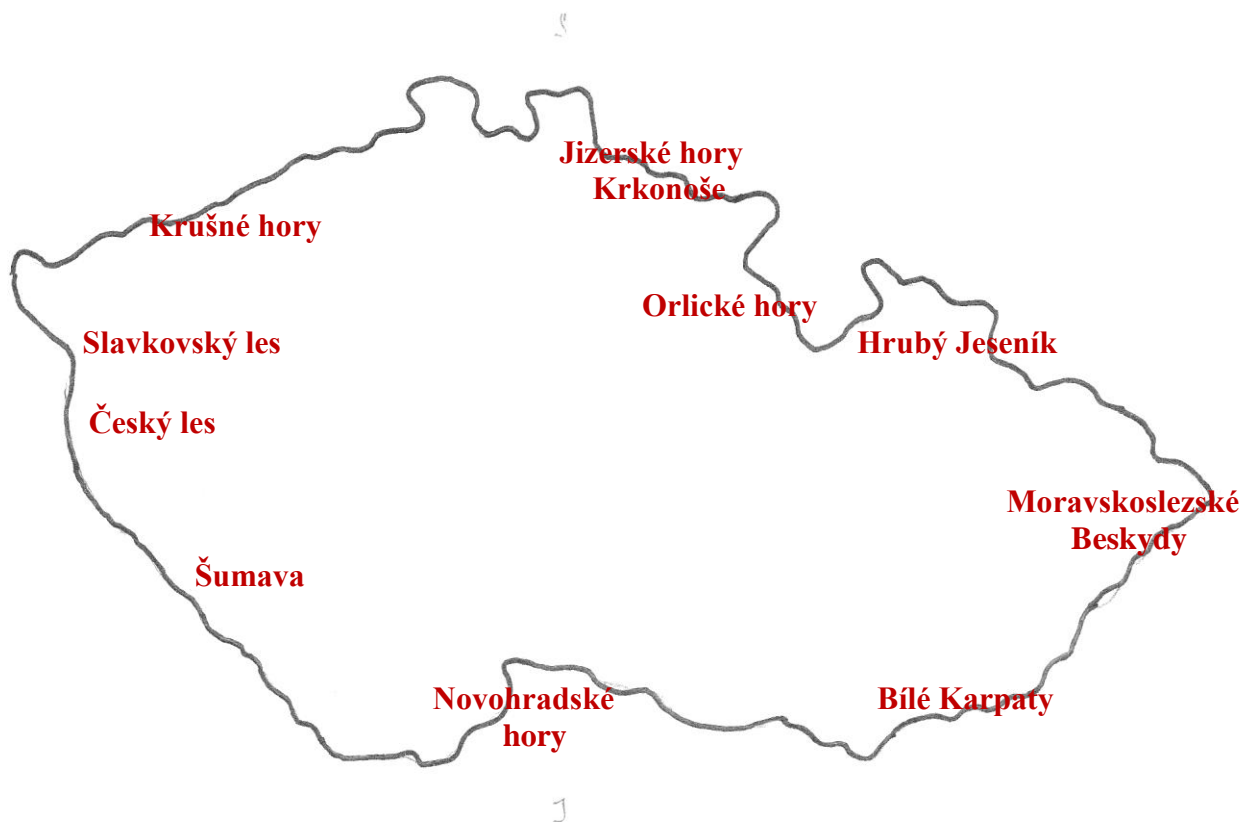 S
Jizerské hory
Krkonoše
Krušné hory
Orlické hory
Slavkovský les
Hrubý Jeseník
Český les
Moravskoslezské
Beskydy
Šumava
Novohradské
hory
Bílé Karpaty
J